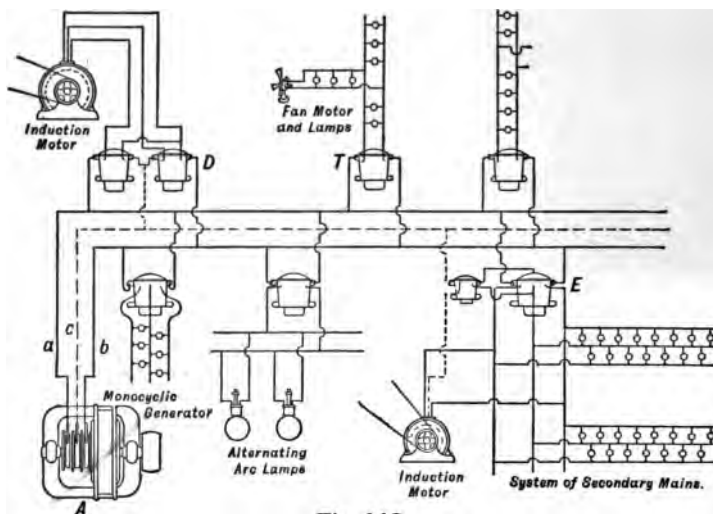 Induction
Motor
D
Fan Motor
and Lamps
T
E
a
c
b
Monocyclic
Generator
Alternating
Arc Lamps
Induction
Motor
System of Secondary Mains.
A